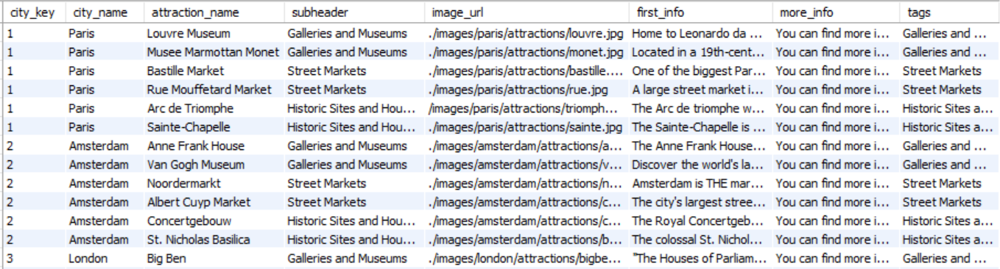 city_key city_name attraction_name subheader image_url first_info more_info tags
1 Paris Louvre Museum Galleries and Museums ./images/paris/attractions/louvre.jpg Home to Leonardo da ... You can find more i... Galleries and ...
1 Paris Musee Marmottan Monet Galleries and Museums ./images/paris/attractions/monet.jpg Located in a 19th-cent... You can find more i... Galleries and ...
1 Paris Bastille Market Street Markets ./images/paris/attractions/bastille.... One of the biggest Par... You can find more i... Street Markets
1 Paris Rue Mouffetard Market Street Markets ./images/paris/attractions/rue.jpg A large street market i... You can find more i... Street Markets
1 Paris Arc de Triomphe Historic Sites and Hou... /images/paris/attractions/triomph... The Arc de triomphe w... You can find more i... Historic Sites a...
1 Paris Sainte-Chapelle Historic Sites and Hou... ./images/paris/attractions/sainte.jpg The Sainte-Chapelle is ... You can find more i... Historic Sites a...
2 Amsterdam Anne Frank House Galleries and Museums ./images/amsterdam/attractions/a... The Anne Frank House... You can find more i... Galleries and ...
2 Amsterdam Van Gogh Museum Galleries and Museums ./images/amsterdam/attractions/v... Discover the world's la... You can find more i... Galleries and ...
2 Amsterdam Noordermarkt Street Markets ./images/amsterdam/attractions/n... Amsterdam is THE mar... You can find more i... Street Markets
2 Amsterdam Albert Cuyp Market Street Markets ./images/amsterdam/attractions/c... The city's largest stree... You can find more i... Street Markets
2 Amsterdam Concertgebouw Historic Sites and Hou... ./images/amsterdam/attractions/c... The Royal Concertgeb... You can find more i... Historic Sites a...
2 Amsterdam St. Nicholas Basilica Historic Sites and Hou... ./images/amsterdam/attractions/b... The colossal St. Nichol... You can find more i... Historic Sites a...
3 London Big Ben Galleries and Museums ./images/london/attractions/bigbe... "The Houses of Parliam... You can find more i... Galleries and ...